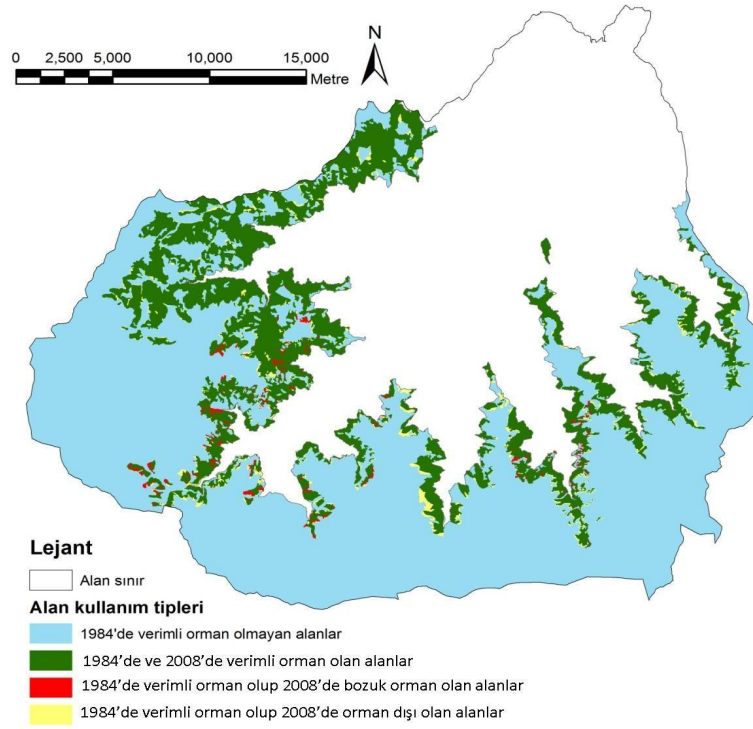 N
0 2,500 5,000 10,000 15,000
Metre
Lejant
Alan sınır
Alan kullanım tipleri
1984'de verimli orman olmayan alanlar
1984’de ve 2008’de verimli orman olan alanlar
1984’de verimli orman olup 2008’de bozuk orman olan alanlar
1984’de verimli orman olup 2008’de orman dışı olan alanlar